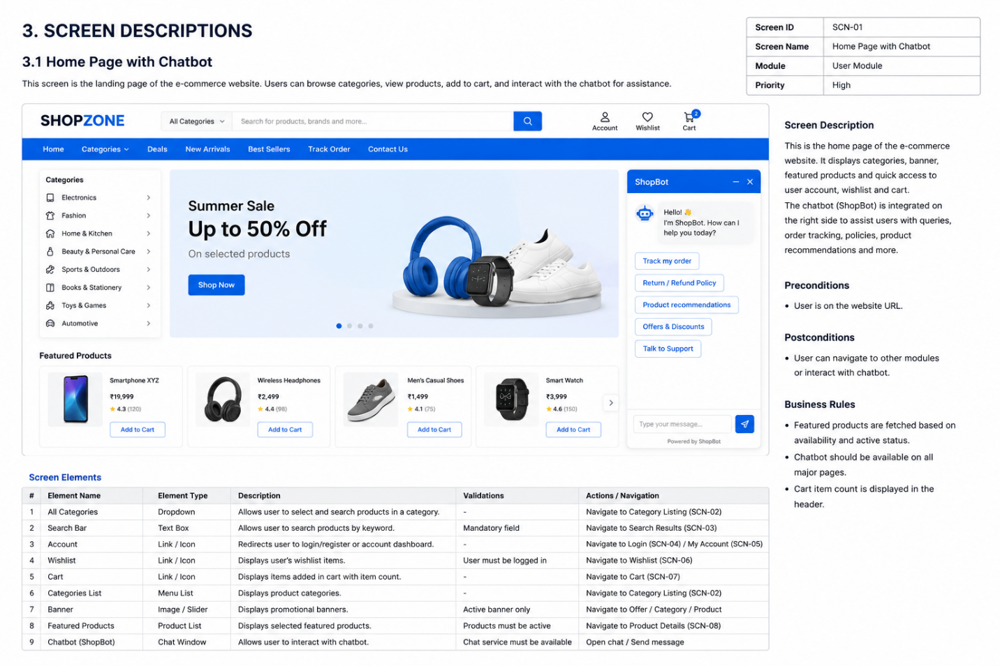 3. SCREEN DESCRIPTIONS
3.1 Home Page with Chatbot
This screen is the landing page of the e-commerce website. Users can browse categories, view products, add to cart, and interact with the chatbot for assistance.
Screen ID SCN-01
Screen Name Home Page with Chatbot
Module User Module
Priority High
SHOPZONE
All Categories
Search for products, brands and more...
Account
Wishlist
2
Cart
Home Categories Deals New Arrivals Best Sellers Track Order Contact Us
Categories
Electronics
Fashion
Home & Kitchen
Beauty & Personal Care
Sports & Outdoors
Books & Stationery
Toys & Games
Automotive
Summer Sale
Up to 50% Off
On selected products
Shop Now
ShopBot
Hello! 👋
I'm ShopBot. How can I
help you today?
Track my order
Return / Refund Policy
Product recommendations
Offers & Discounts
Talk to Support
Type your message...
Powered by ShopBot
Featured Products
Smartphone XYZ
₹19,999
★ 4.3 (120)
Add to Cart
Wireless Headphones
₹2,499
★ 4.4 (98)
Add to Cart
Men's Casual Shoes
₹1,499
★ 4.1 (75)
Add to Cart
Smart Watch
₹3,999
★ 4.6 (150)
Add to Cart
Screen Description
This is the home page of the e-commerce
website. It displays categories, banner,
featured products and quick access to
user account, wishlist and cart.
The chatbot (ShopBot) is integrated on
the right side to assist users with queries,
order tracking, policies, product
recommendations and more.
Preconditions
• User is on the website URL.
Postconditions
• User can navigate to other modules
or interact with chatbot.
Business Rules
• Featured products are fetched based on
availability and active status.
• Chatbot should be available on all
major pages.
• Cart item count is displayed in the
header.
Screen Elements
# Element Name Element Type Description Validations Actions / Navigation
1 All Categories Dropdown Allows user to select and search products in a category. - Navigate to Category Listing (SCN-02)
2 Search Bar Text Box Allows user to search products by keyword. Mandatory field Navigate to Search Results (SCN-03)
3 Account Link / Icon Redirects user to login/register or account dashboard. - Navigate to Login (SCN-04) / My Account (SCN-05)
4 Wishlist Link / Icon Displays user's wishlist items. User must be logged in Navigate to Wishlist (SCN-06)
5 Cart Link / Icon Displays items added in cart with item count. - Navigate to Cart (SCN-07)
6 Categories List Menu List Displays product categories. - Navigate to Category Listing (SCN-02)
7 Banner Image / Slider Displays promotional banners. Active banner only Navigate to Offer / Category / Product
8 Featured Products Product List Displays selected featured products. Products must be active Navigate to Product Details (SCN-08)
9 Chatbot (ShopBot) Chat Window Allows user to interact with chatbot. Chat service must be available Open chat / Send message